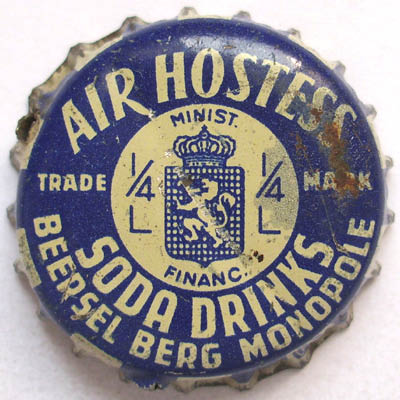 AIR HOSTESS
MINIST.
1/4 L
1/4 L
TRADE MARK
FINANC.
SODA DRINKS
BEERSEL BERG MONOPOLE